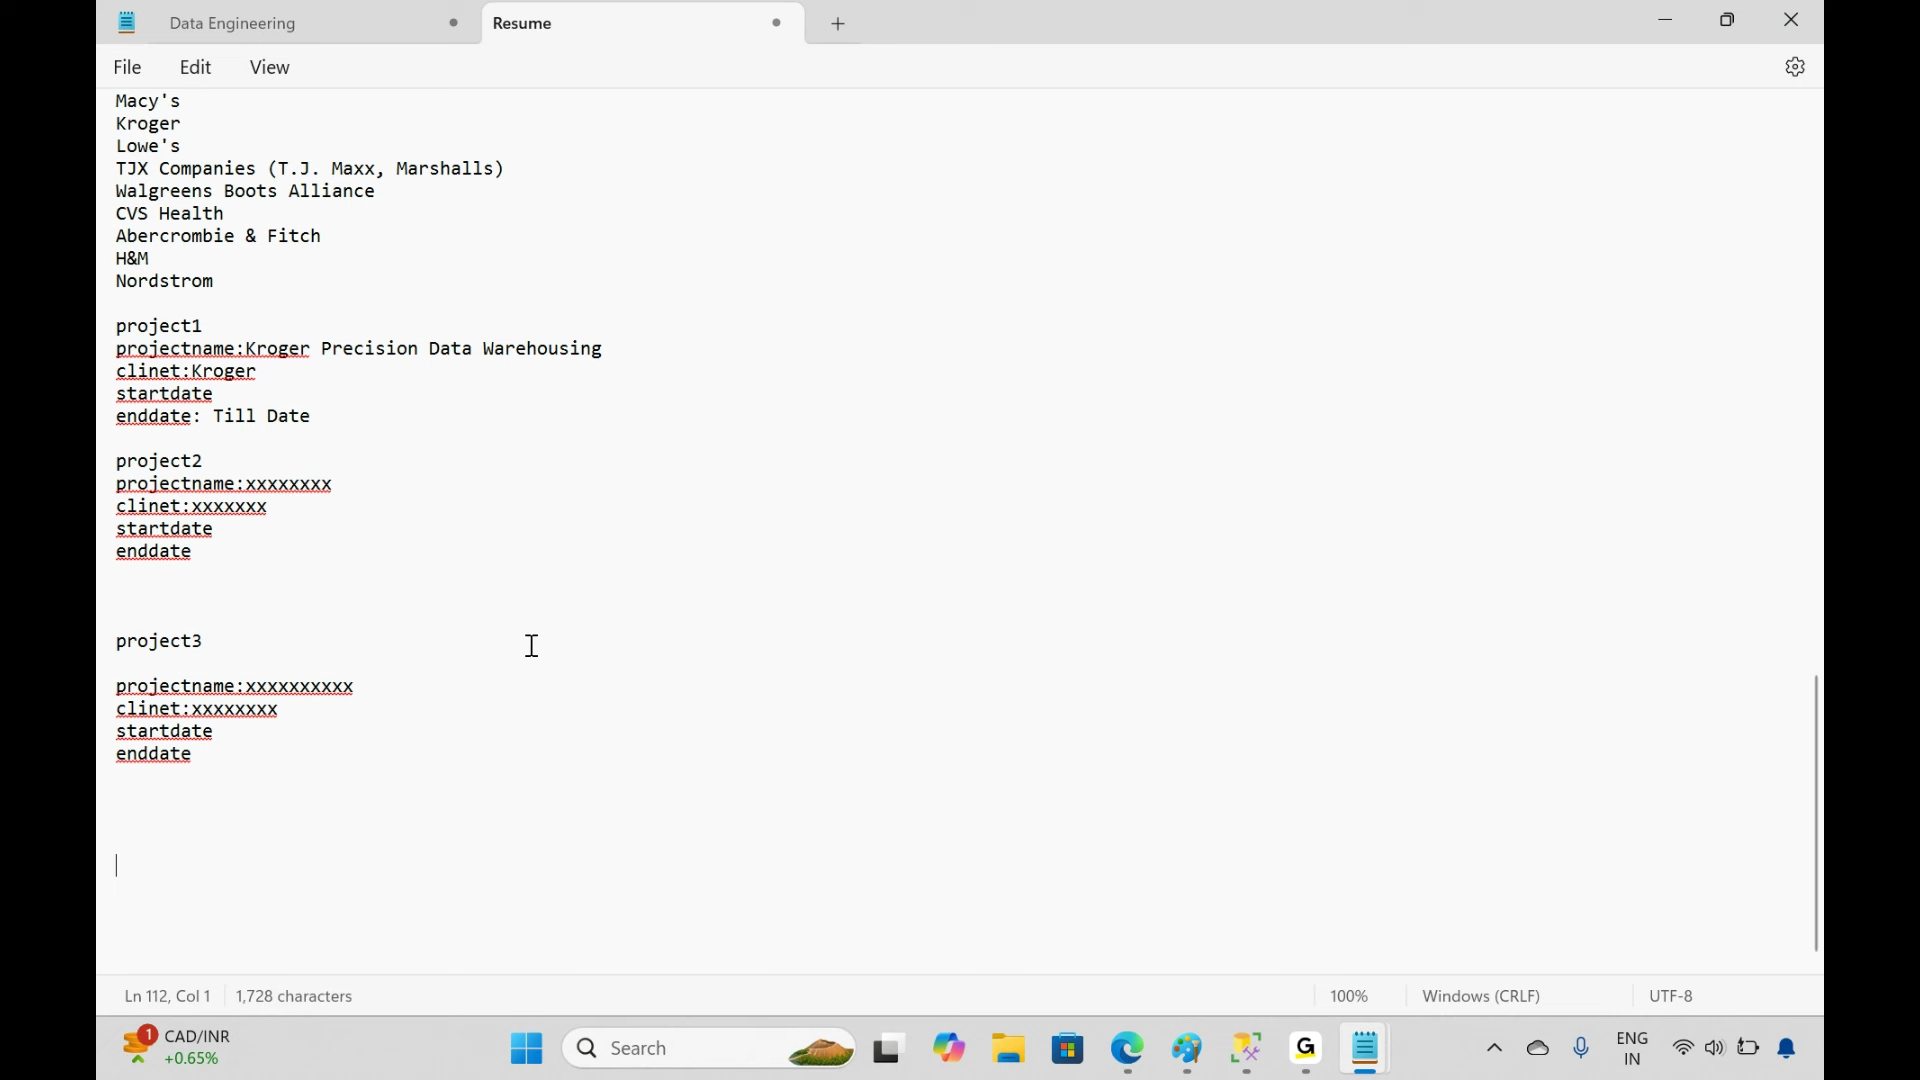 Data Engineering
Resume
File Edit View
Macy's
Kroger
Lowe's
TJX Companies (T.J. Maxx, Marshalls)
Walgreens Boots Alliance
CVS Health
Abercrombie & Fitch
H&M
Nordstrom
project1
projectname:Kroger Precision Data Warehousing
clinet:Kroger
startdate
enddate: Till Date
project2
projectname:xxxxxxxx
clinet:xxxxxxx
startdate
enddate
project3
projectname:xxxxxxxxxx
clinet:xxxxxxxx
startdate
enddate
Ln 112, Col 1 1,728 characters 100% Windows (CRLF) UTF-8
1
CAD/INR
+0.65%
Search
G
ENG
IN